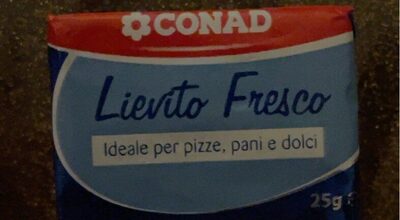 CONAD
Lievito Fresco
Ideale per pizze, pani e dolci
25g